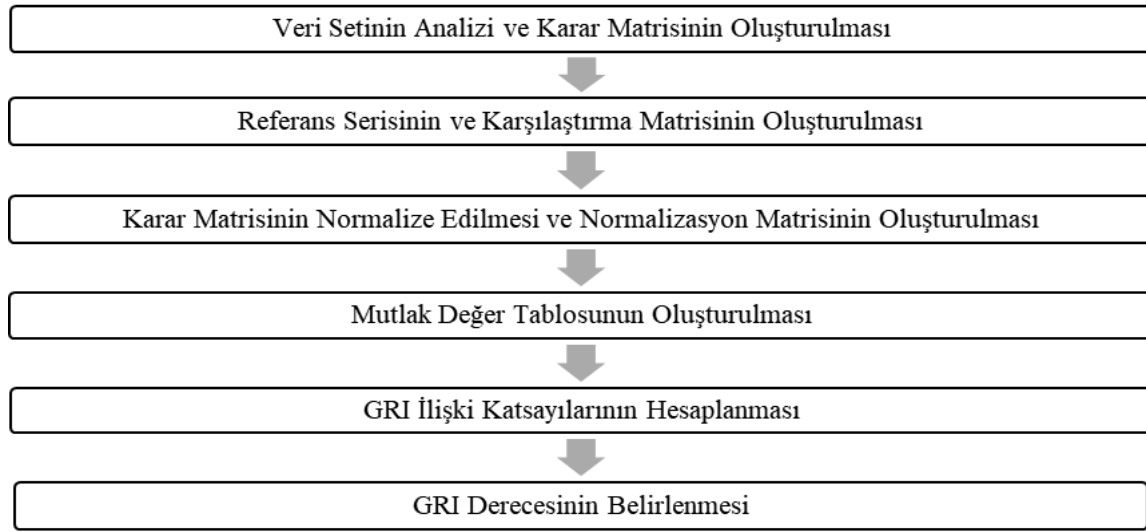 Veri Setinin Analizi ve Karar Matrisinin Oluşturulması
Referans Serisinin ve Karşılaştırma Matrisinin Oluşturulması
Karar Matrisinin Normalize Edilmesi ve Normalizasyon Matrisinin Oluşturulması
Mutlak Değer Tablosunun Oluşturulması
GRI İlişki Katsayılarının Hesaplanması
GRI Derecesinin Belirlenmesi